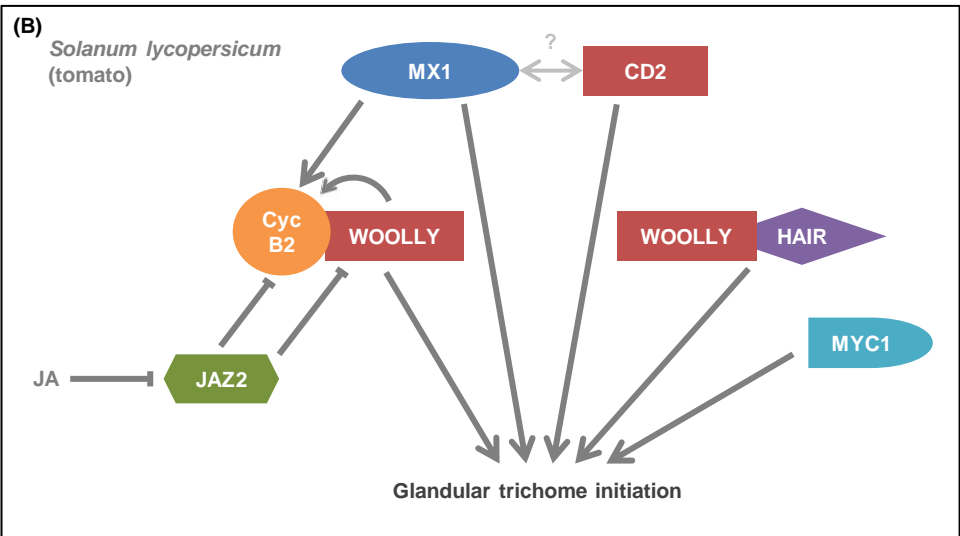 (B)
Solanum lycopersicum
(tomato)
MX1
?
CD2
Cyc
B2
WOOLLY
WOOLLY
HAIR
MYC1
JA
JAZ2
Glandular trichome initiation